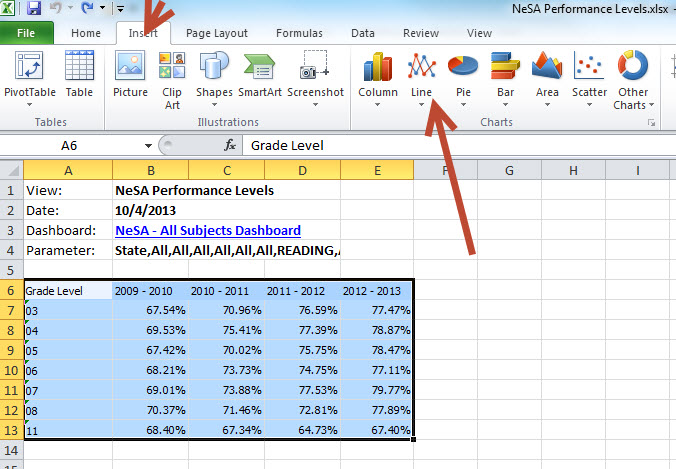 NeSA Performance Levels.xlsx
File Home Insert Page Layout Formulas Data Review View
PivotTable Table Picture Clip Art Shapes SmartArt Screenshot Column Line Pie Bar Area Scatter Other Charts
Tables Illustrations Charts
A6 fx Grade Level
A B C D E F G H I
1 View: NeSA Performance Levels
2 Date: 10/4/2013
3 Dashboard: NeSA - All Subjects Dashboard
4 Parameter: State,All,All,All,All,All,All,READING,
5
6 Grade Level 2009 - 2010 2010 - 2011 2011 - 2012 2012 - 2013
7 03 67.54% 70.96% 76.59% 77.47%
8 04 69.53% 75.41% 77.39% 78.87%
9 05 67.42% 70.02% 75.75% 78.47%
10 06 68.21% 73.73% 74.75% 77.11%
11 07 69.01% 73.88% 77.53% 79.77%
12 08 70.37% 71.46% 72.81% 77.89%
13 11 68.40% 67.34% 64.73% 67.40%
14